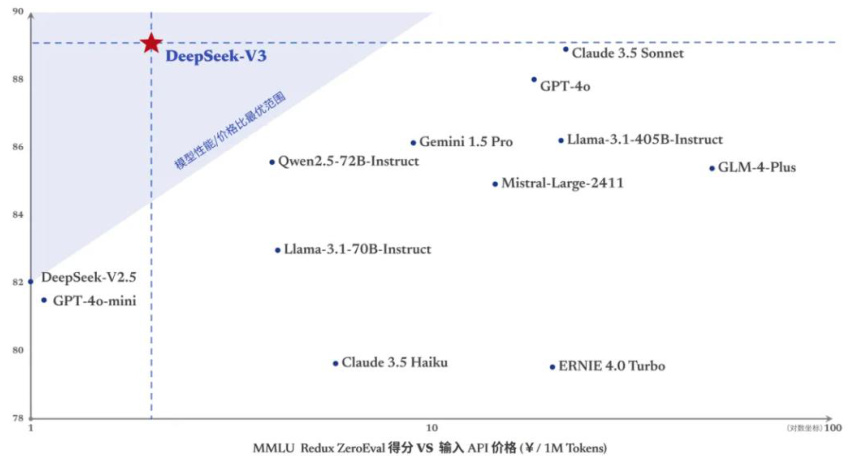 90
DeepSeek-V3
Claude 3.5 Sonnet
88
GPT-4o
模型性能/价格比最优范围
86
Gemini 1.5 Pro
Llama-3.1-405B-Instruct
Qwen2.5-72B-Instruct
GLM-4-Plus
Mistral-Large-2411
84
Llama-3.1-70B-Instruct
82
DeepSeek-V2.5
GPT-4o-mini
80
Claude 3.5 Haiku
ERNIE 4.0 Turbo
78
1
10
(对数坐标)
100
MMLU Redux ZeroEval 得分 VS 输入 API 价格 (¥/ 1M Tokens)